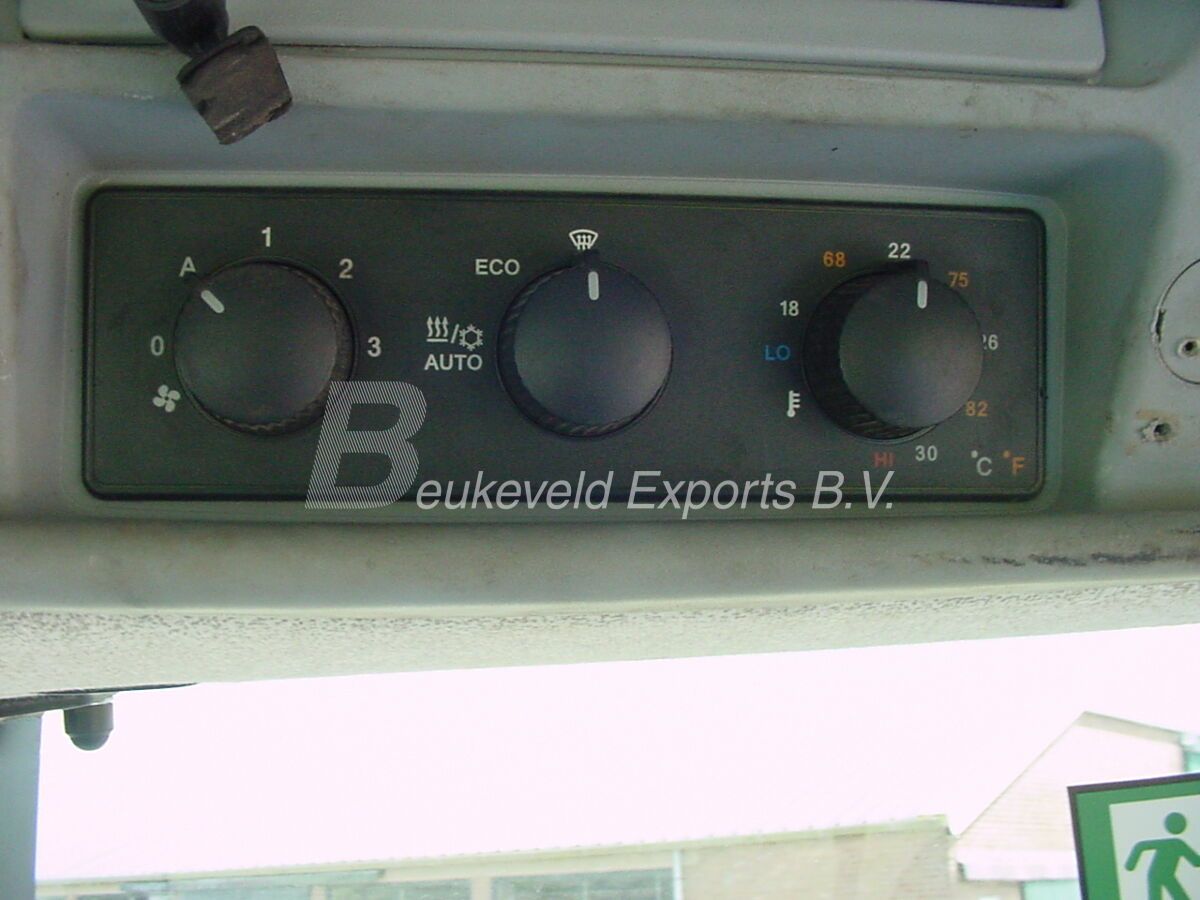 A 1 2
0 3
ECO
AUTO
68 22 75
18 26
LO
82
HI 30 °C °F
Beukeveld Exports B.V.